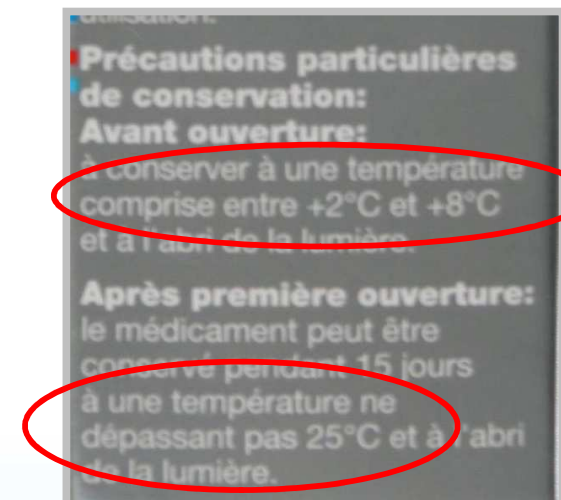 utilisation.
Précautions particulières
de conservation:
Avant ouverture:
à conserver à une température
comprise entre +2°C et +8°C
et à l'abri de la lumière.
Après première ouverture:
le médicament peut être
conservé pendant 15 jours
à une température ne
dépassant pas 25°C et à l'abri
de la lumière.